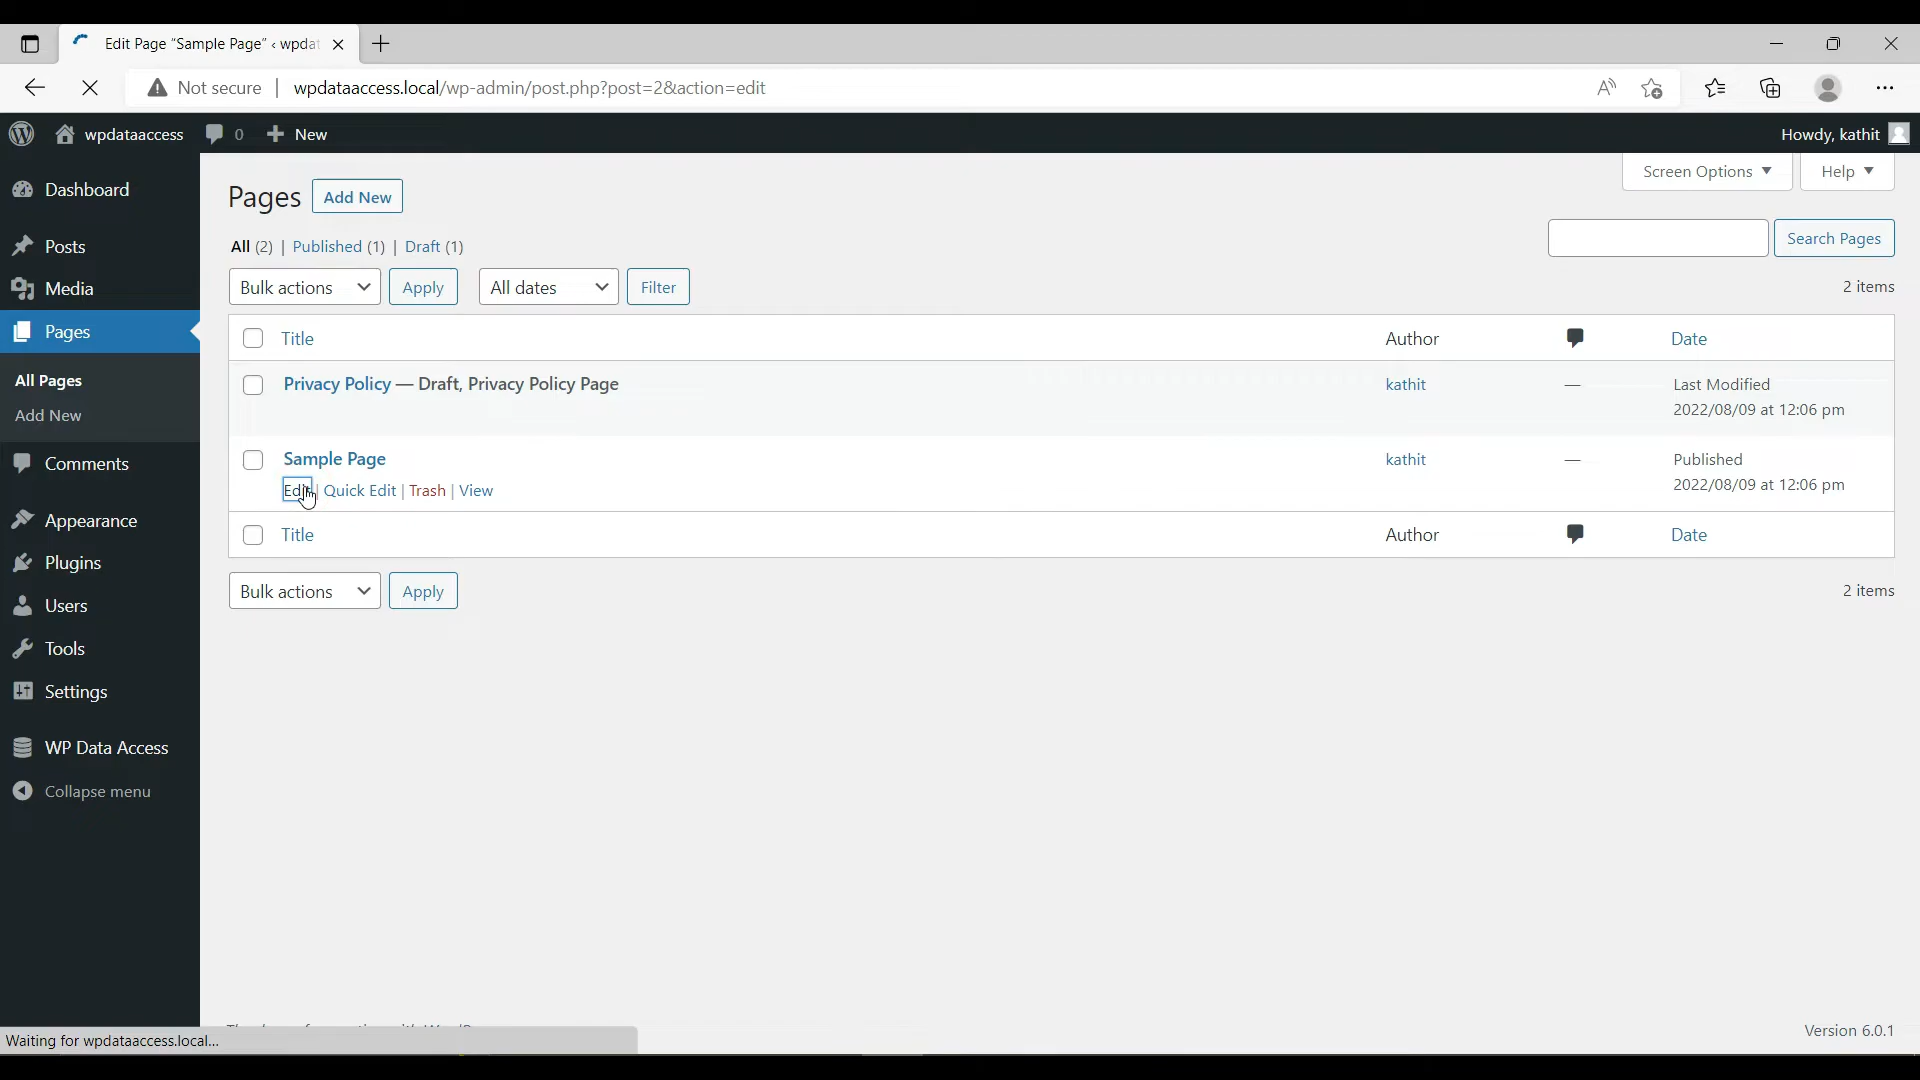 Edit Page "Sample Page" ‹ wpdat
Not secure | wpdataaccess.local/wp-admin/post.php?post=2&action=edit
wpdataaccess 0 + New Howdy, kathit
Dashboard
Posts
Media
Pages
All Pages
Add New
Comments
Appearance
Plugins
Users
Tools
Settings
WP Data Access
Collapse menu
Screen Options Help
Pages Add New
All (2) | Published (1) | Draft (1)
Search Pages
Bulk actions Apply All dates Filter 2 items
Title Author Date
Privacy Policy — Draft, Privacy Policy Page kathit — Last Modified
2022/08/09 at 12:06 pm
Sample Page kathit — Published
Edit | Quick Edit | Trash | View 2022/08/09 at 12:06 pm
Title Author Date
Bulk actions Apply 2 items
Version 6.0.1
Waiting for wpdataaccess.local...